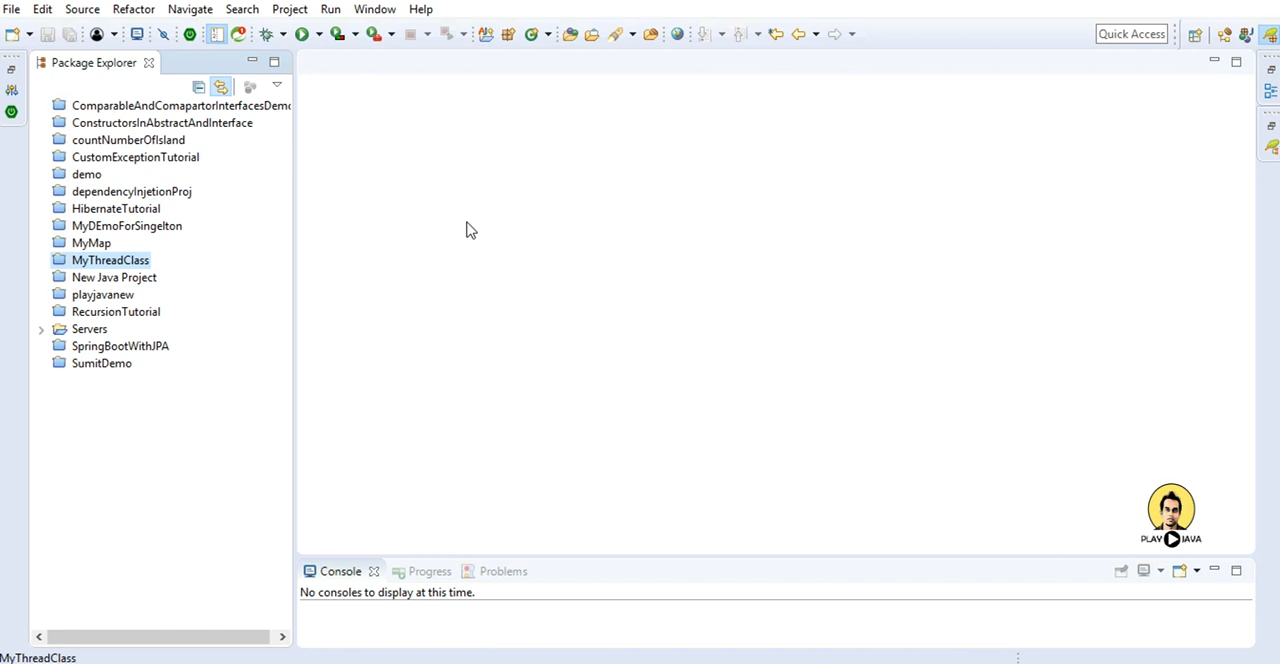 File Edit Source Refactor Navigate Search Project Run Window Help
Quick Access
Package Explorer
ComparableAndComapartorInterfacesDemo
ConstructorsInAbstractAndInterface
countNumberOfIsland
CustomExceptionTutorial
demo
dependencyInjetionProj
HibernateTutorial
MyDEmoForSingelton
MyMap
MyThreadClass
New Java Project
playjavanew
RecursionTutorial
Servers
SpringBootWithJPA
SumitDemo
PLAY JAVA
Console Progress Problems
No consoles to display at this time.
MyThreadClass